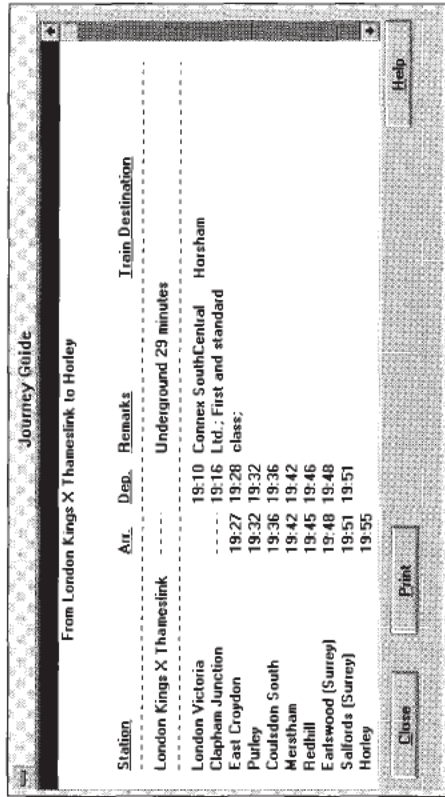 Journey Guide
From London Kings X Thameslink to Horley
Station Arr. Dep. Remarks Train Destination
London Kings X Thameslink - - - - Underground 29 minutes
London Victoria 19:10 Connex SouthCentral Horsham
Clapham Junction - - - - 19:16 Ltd.; First and standard
East Croydon 19:27 19:28 class;
Purley 19:32 19:32
Coulsdon South 19:36 19:36
Merstham 19:42 19:42
Redhill 19:45 19:46
Earlswood (Surrey) 19:48 19:48
Salfords (Surrey) 19:51 19:51
Horley 19:55
Close Print Help